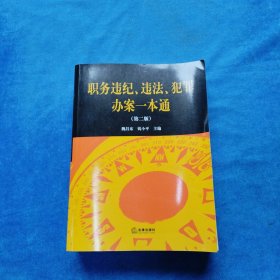 职务违纪、违法、犯罪
办案一本通
(第二版)
魏昌东 钱小平 主编
法律出版社